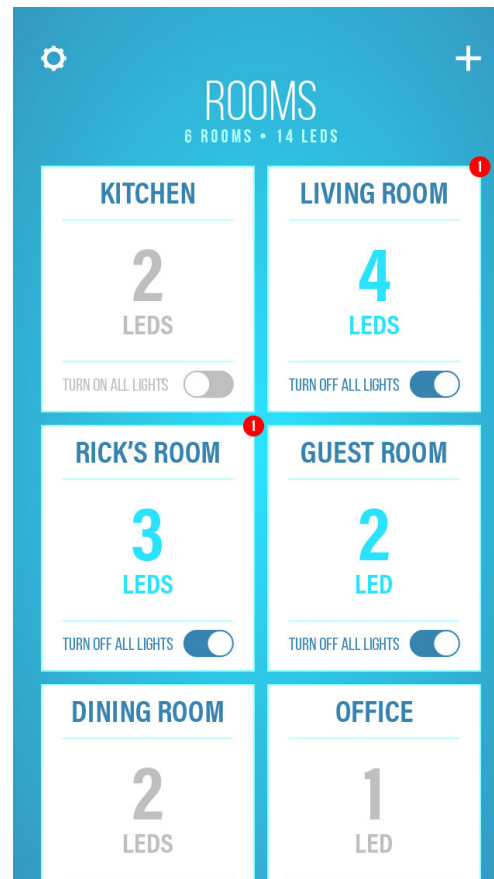 ROOMS
6 ROOMS • 14 LEDS
1
KITCHEN
2
LEDS
TURN ON ALL LIGHTS
LIVING ROOM
4
LEDS
TURN OFF ALL LIGHTS
1
RICK'S ROOM
3
LEDS
TURN OFF ALL LIGHTS
GUEST ROOM
2
LED
TURN OFF ALL LIGHTS
DINING ROOM
2
LEDS
OFFICE
1
LED